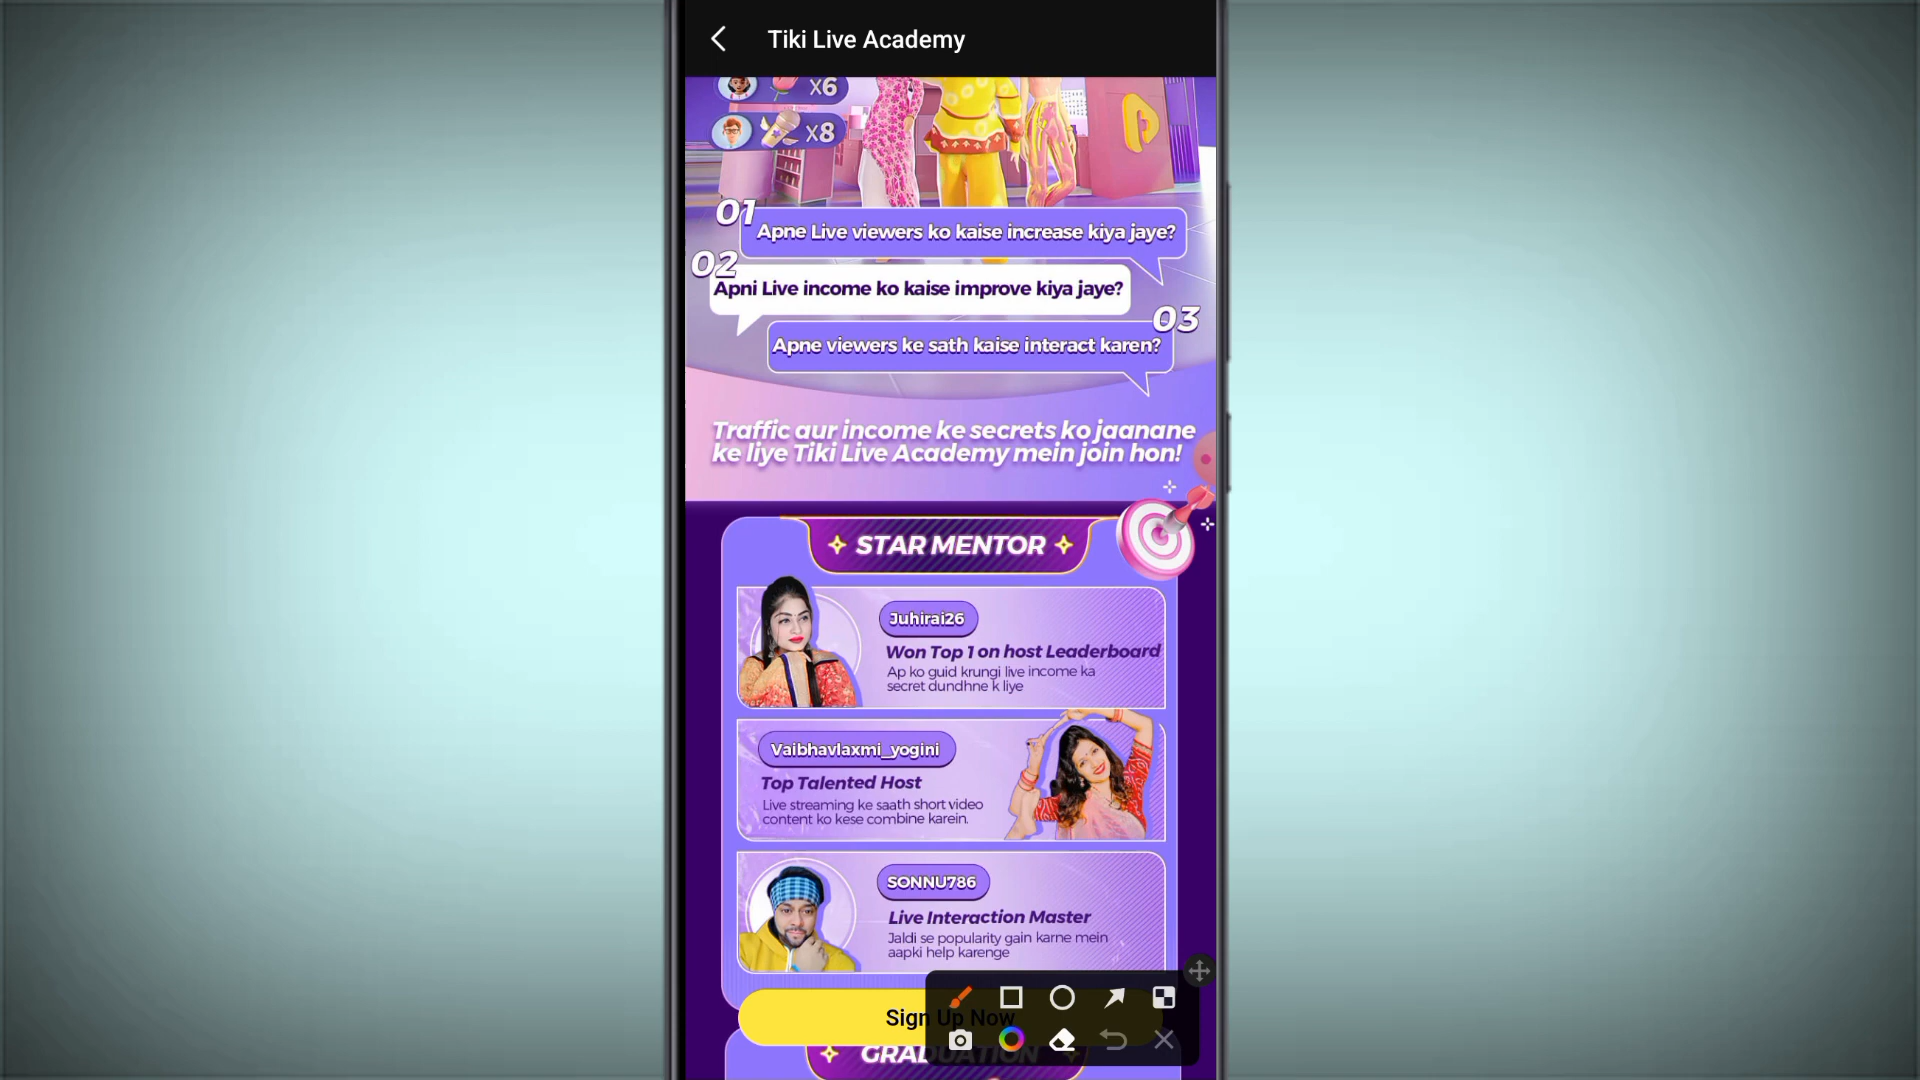 Tiki Live Academy
X6
X8
01
Apne Live viewers ko kaise increase kiya jaye?
02
Apni Live income ko kaise improve kiya jaye?
03
Apne viewers ke sath kaise interact karen?
Traffic aur income ke secrets ko jaanane
ke liye Tiki Live Academy mein join hon!
STAR MENTOR
Juhirai26
Won Top 1 on host Leaderboard
Ap ko guid krungi live income ka
secret dundhne k liye
Vaibhavlaxmi_yogini
Top Talented Host
Live streaming ke saath short video
content ko kese combine karein.
SONNU786
Live Interaction Master
Jaldi se popularity gain karne mein
aapki help karenge
Sign Up Now
GRADUATION